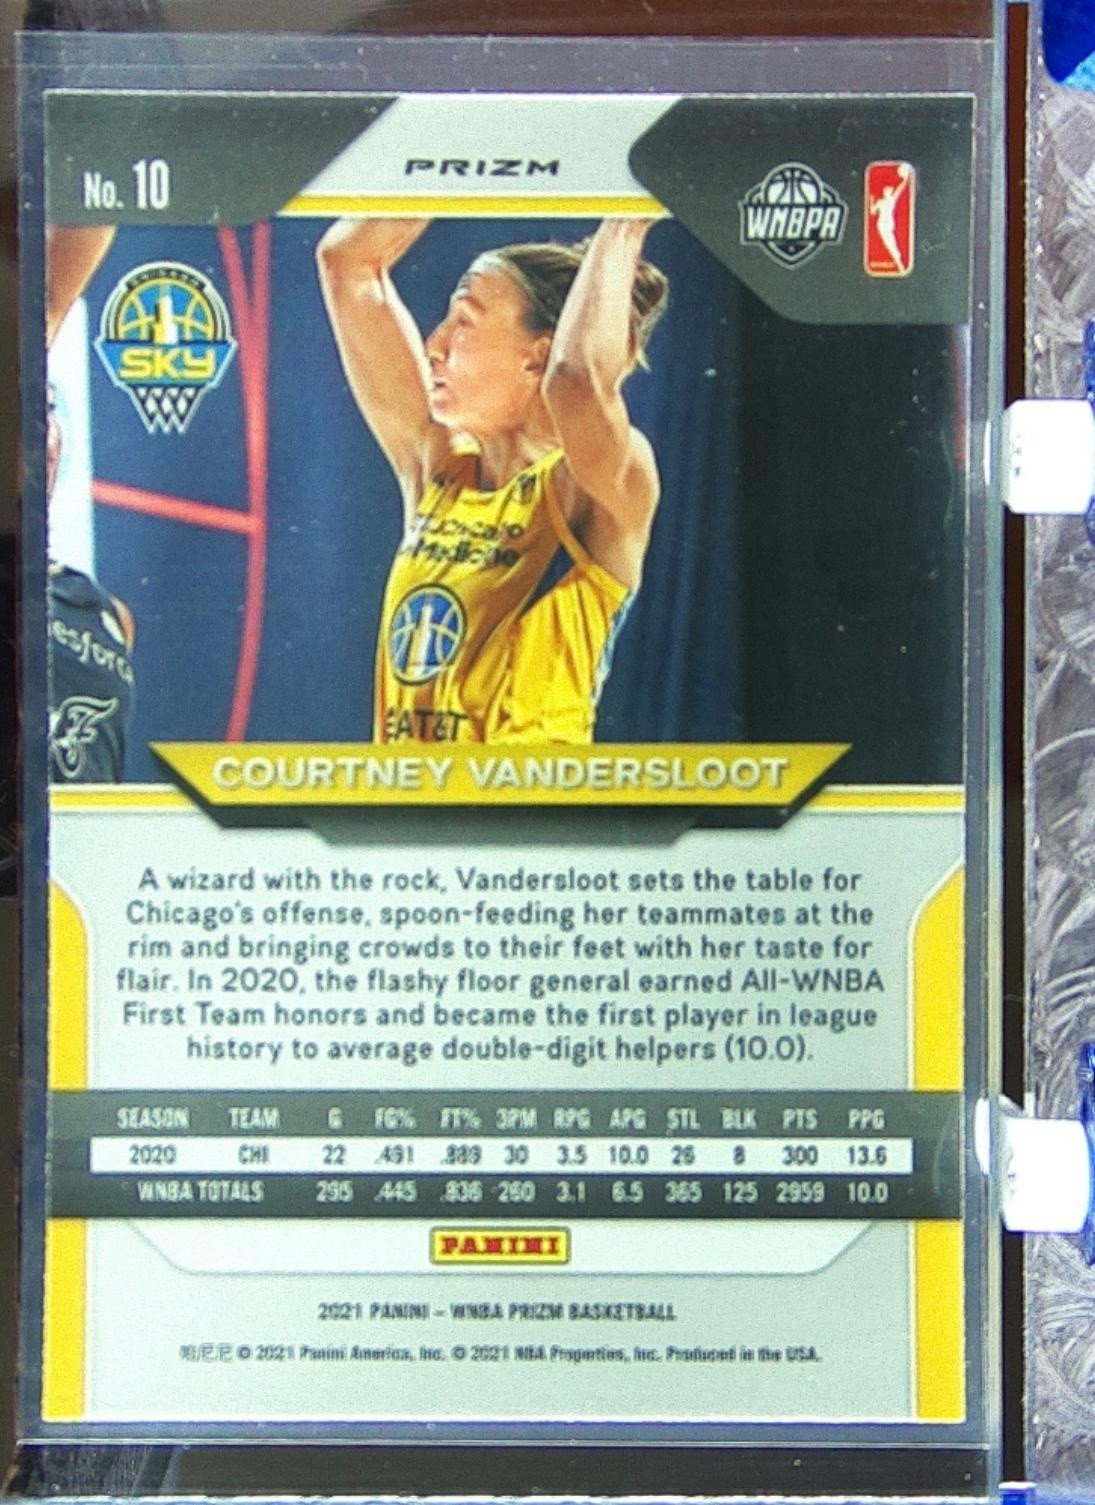 No. 10
PRIZM
WNBPA
SKY
Medicine
esforc
AT&T
COURTNEY VANDERSLOOT
A wizard with the rock, Vandersloot sets the table for
Chicago's offense, spoon-feeding her teammates at the
rim and bringing crowds to their feet with her taste for
flair. In 2020, the flashy floor general earned All-WNBA
First Team honors and became the first player in league
history to average double-digit helpers (10.0).
SEASON TEAM G FG% FT% 3PM RPG APG STL BLK PTS PPG
2020 CHI 22 .491 .889 30 3.5 10.0 26 8 300 13.6
WNBA TOTALS 295 .445 .836 260 3.1 6.5 365 125 2959 10.0
PANINI
2021 PANINI – WNBA PRIZM BASKETBALL
帕尼尼 © 2021 Panini America, Inc. © 2021 NBA Properties, Inc. Produced in the USA.